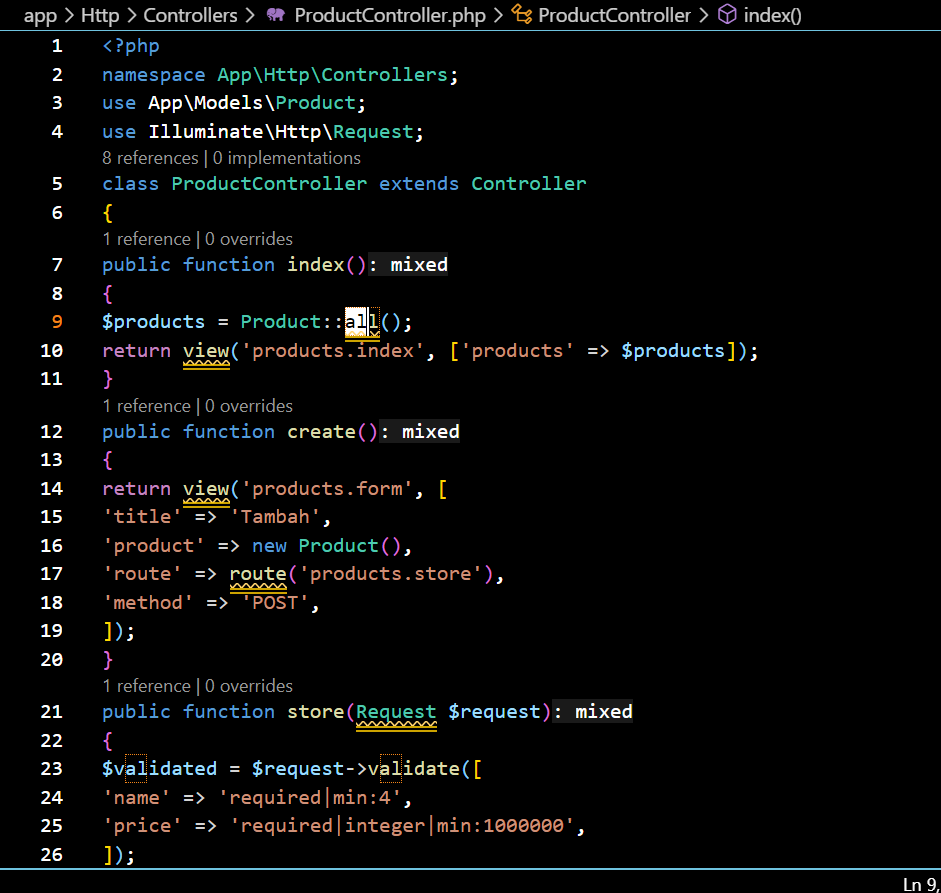 app > Http > Controllers > ProductController.php > ProductController > index()
1 <?php
2 namespace App\Http\Controllers;
3 use App\Models\Product;
4 use Illuminate\Http\Request;
8 references | 0 implementations
5 class ProductController extends Controller
6 {
1 reference | 0 overrides
7 public function index(): mixed
8 {
9 $products = Product::all();
10 return view('products.index', ['products' => $products]);
11 }
1 reference | 0 overrides
12 public function create(): mixed
13 {
14 return view('products.form', [
15 'title' => 'Tambah',
16 'product' => new Product(),
17 'route' => route('products.store'),
18 'method' => 'POST',
19 ]);
20 }
1 reference | 0 overrides
21 public function store(Request $request): mixed
22 {
23 $validated = $request->validate([
24 'name' => 'required|min:4',
25 'price' => 'required|integer|min:1000000',
26 ]);
Ln 9,